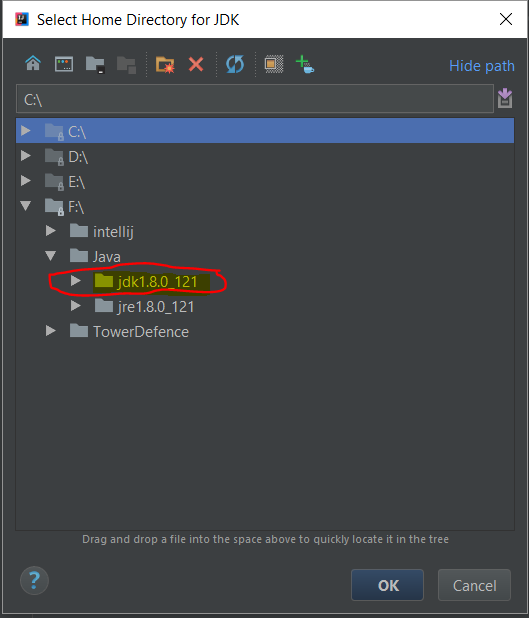 Select Home Directory for JDK
Hide path
C:\
C:\
D:\
E:\
F:\
intellij
Java
jdk1.8.0_121
jre1.8.0_121
TowerDefence
Drag and drop a file into the space above to quickly locate it in the tree
?
OK
Cancel